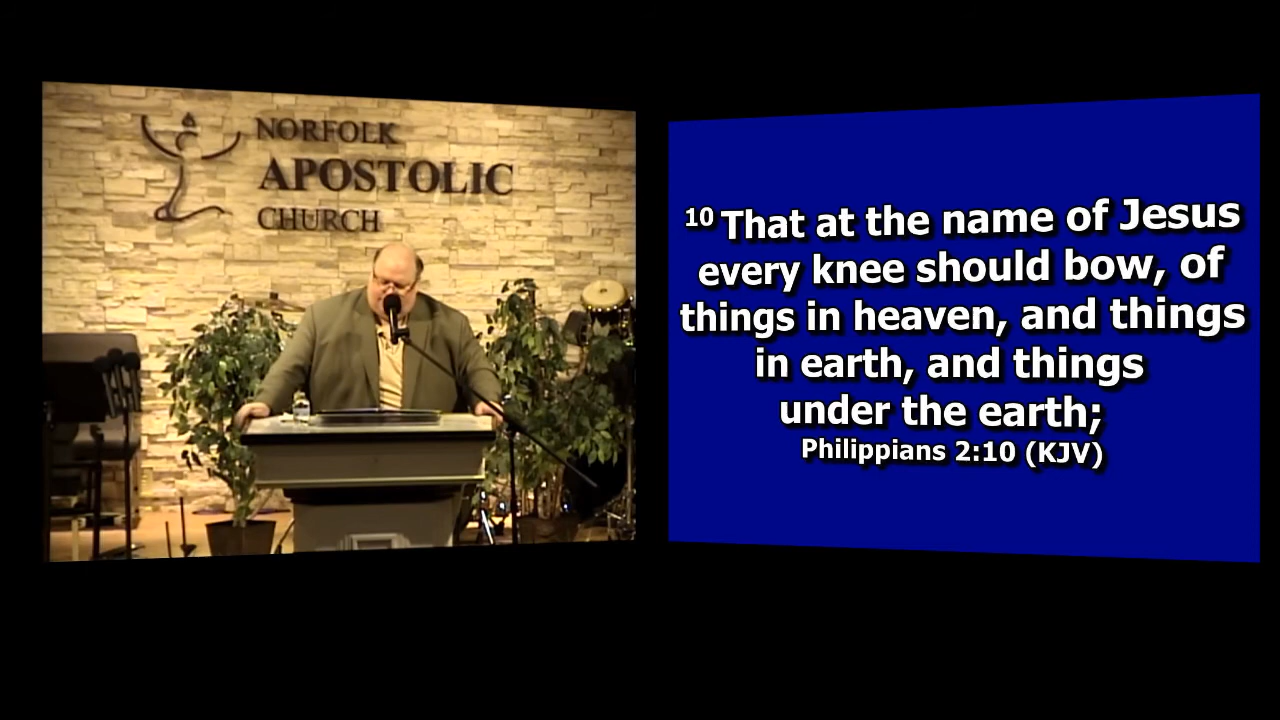 NORFOLK
APOSTOLIC
CHURCH
10 That at the name of Jesus
every knee should bow, of
things in heaven, and things
in earth, and things
under the earth;
Philippians 2:10 (KJV)